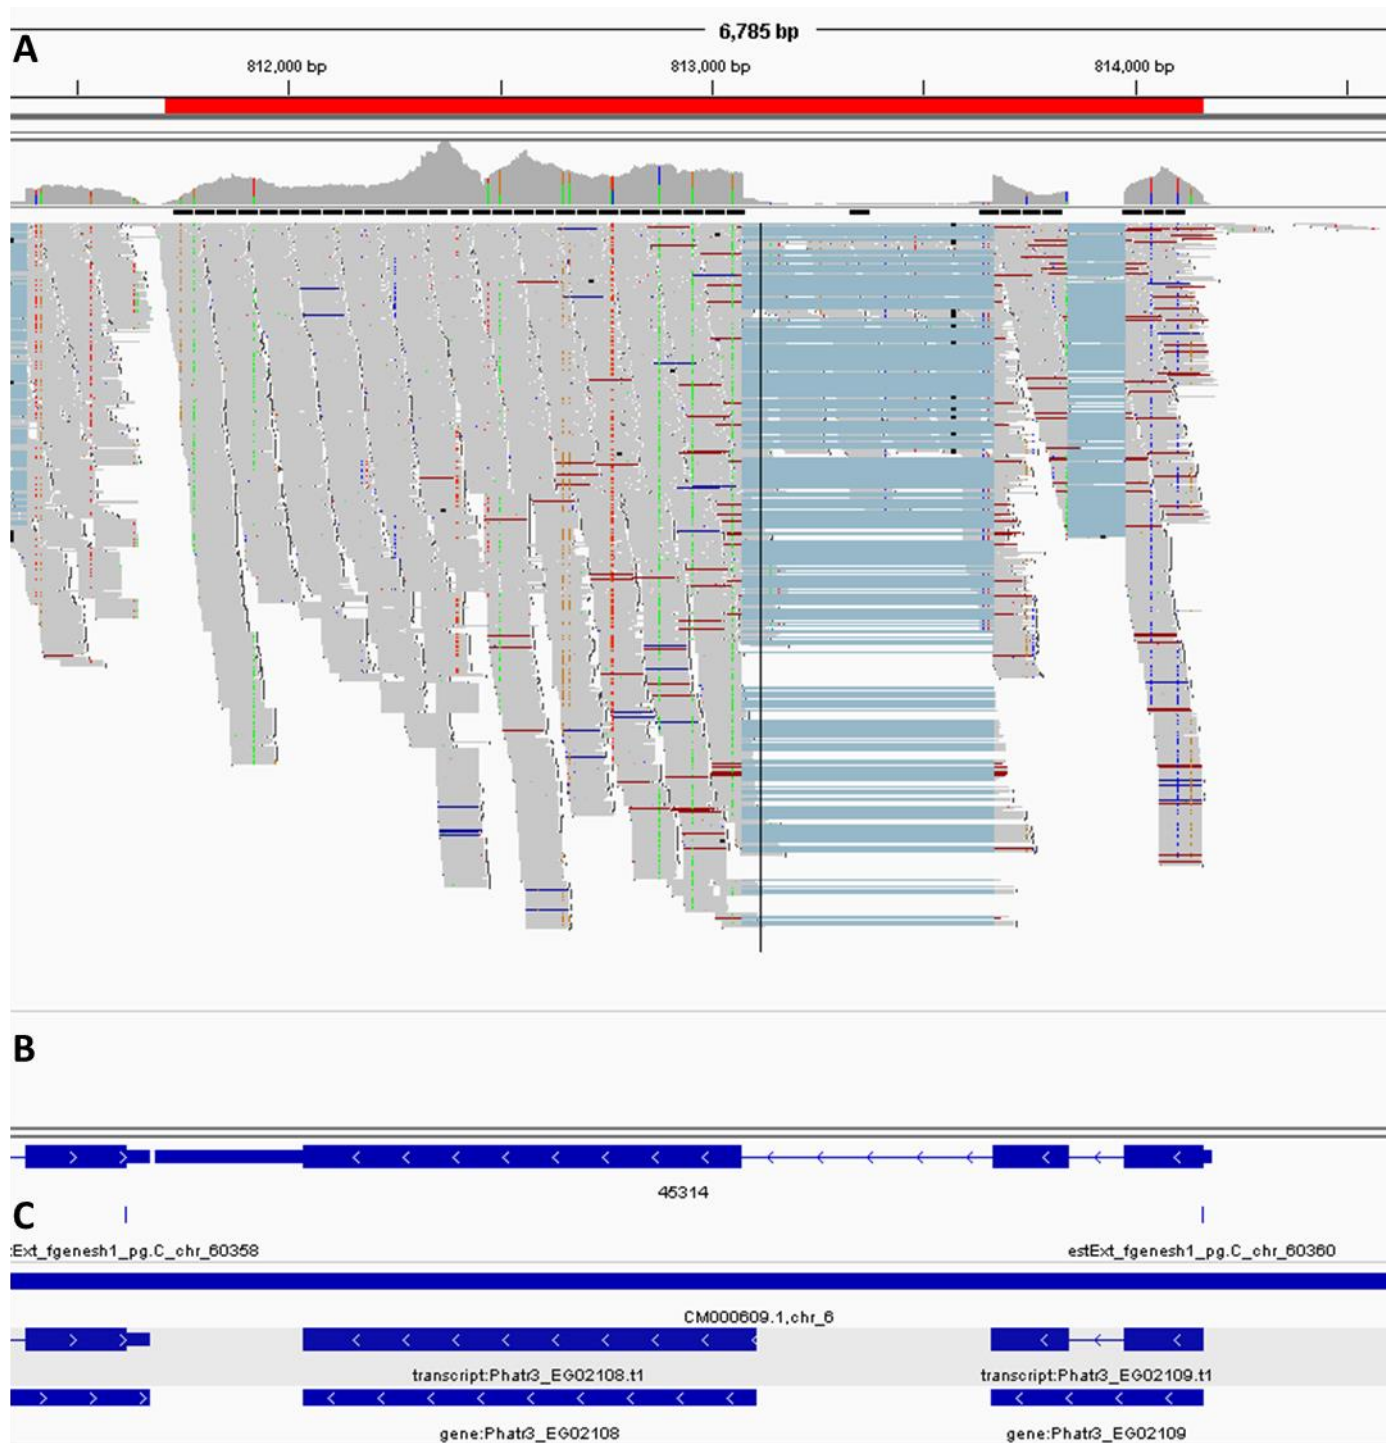 6,785 bp
A
812,000 bp 813,000 bp 814,000 bp
B
45314
C
:Ext_fgenesh1_pg.C_chr_60358 estExt_fgenesh1_pg.C_chr_60360
CM000609.1,chr_6
transcript:Phatr3_EG02108.t1 transcript:Phatr3_EG02109.t1
gene:Phatr3_EG02108 gene:Phatr3_EG02109